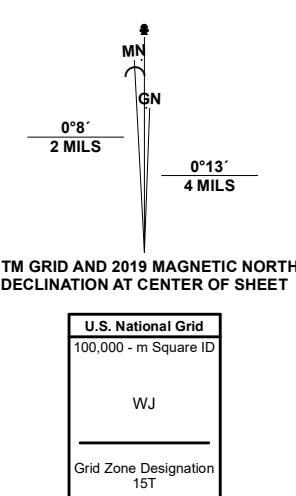 MN
GN
0°8´
2 MILS
0°13´
4 MILS
TM GRID AND 2019 MAGNETIC NORTH
DECLINATION AT CENTER OF SHEET
U.S. National Grid
100,000 - m Square ID
WJ
Grid Zone Designation
15T